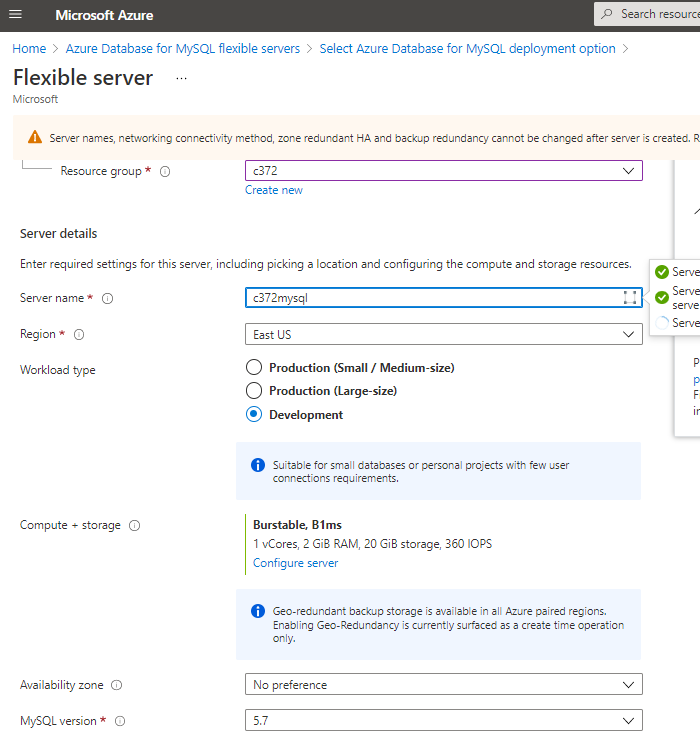 Microsoft Azure
Search resource
Home > Azure Database for MySQL flexible servers > Select Azure Database for MySQL deployment option >
Flexible server ...
Microsoft
Server names, networking connectivity method, zone redundant HA and backup redundancy cannot be changed after server is created. R
Resource group *
c372
Create new
Server details
Enter required settings for this server, including picking a location and configuring the compute and storage resources.
Serve
Server name *
c372mysql
Serve
serve
Serve
Region *
East US
Workload type
Production (Small / Medium-size)
Production (Large-size)
Development
P
p
F
in
Suitable for small databases or personal projects with few user
connections requirements.
Compute + storage
Burstable, B1ms
1 vCores, 2 GiB RAM, 20 GiB storage, 360 IOPS
Configure server
Geo-redundant backup storage is available in all Azure paired regions.
Enabling Geo-Redundancy is currently surfaced as a create time operation
only.
Availability zone
No preference
MySQL version *
5.7